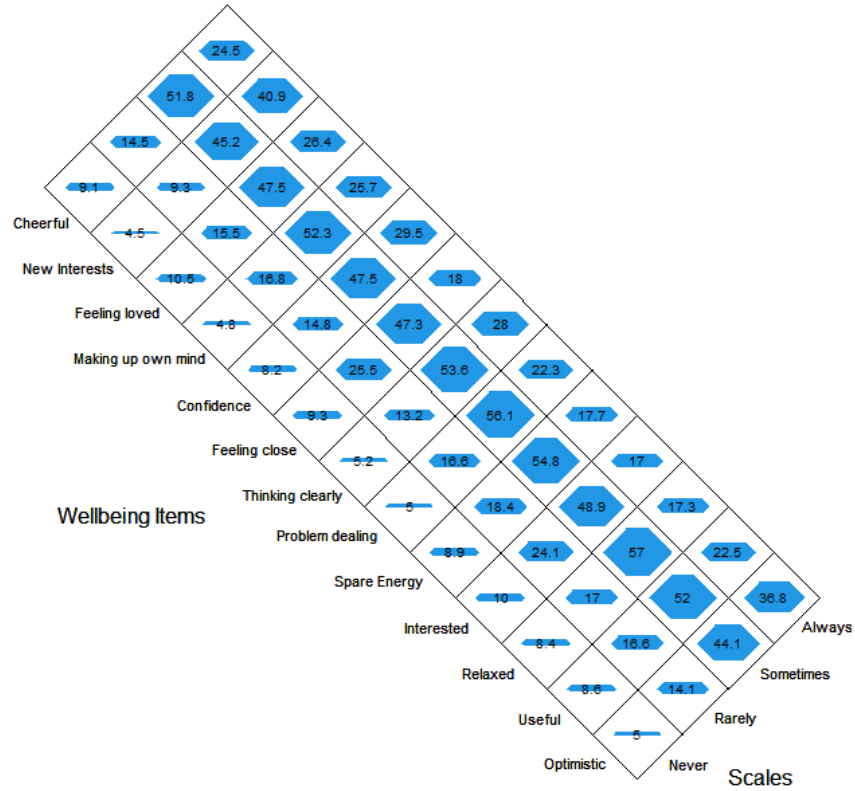 24.5
51.8 40.9
14.5 45.2 26.4
9.1 9.3 47.5 25.7
Cheerful
4.5 15.5 52.3 29.5
New Interests
10.5 16.8 47.5 18
Feeling loved
4.8 14.8 47.3 28
Making up own mind
8.2 25.5 53.6 22.3
Confidence
9.3 13.2 56.1 17.7
Feeling close
5.2 16.6 54.8 17
Thinking clearly
5 18.4 48.9 17.3
Wellbeing Items
Problem dealing
8.9 24.1 57 22.5
Spare Energy
10 17 52 36.8
Interested
Always
8.4 16.6 44.1
Relaxed
Sometimes
8.6 14.1
Useful
Rarely
5
Optimistic
Never
Scales